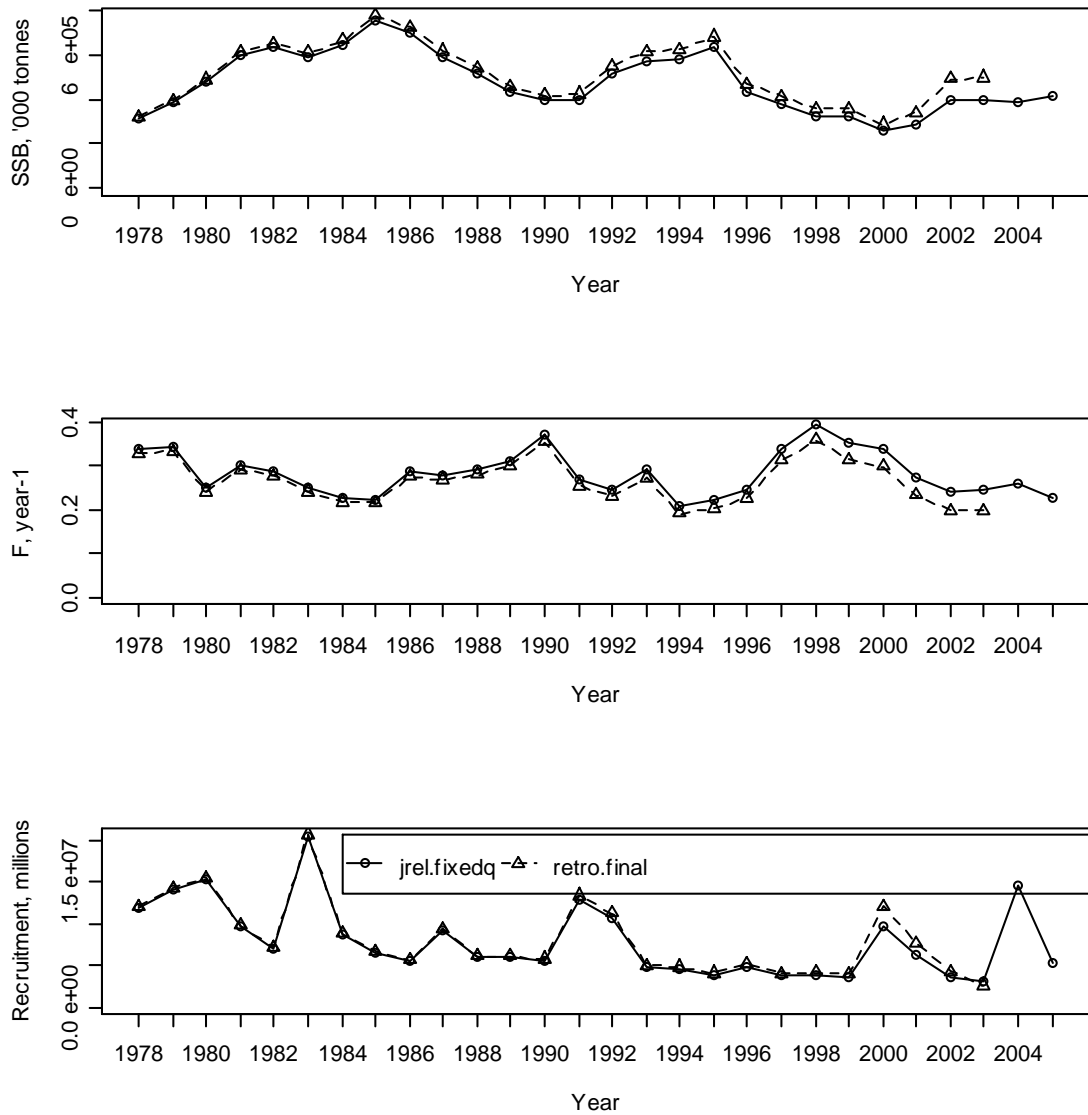 SSB, '000 tonnes
0 e+00 6 e+05
1978 1980 1982 1984 1986 1988 1990 1992 1994 1996 1998 2000 2002 2004
Year
F, year-1
0.0 0.2 0.4
1978 1980 1982 1984 1986 1988 1990 1992 1994 1996 1998 2000 2002 2004
Year
Recruitment, millions
0.0 e+00 1.5 e+07
jrel.fixedq retro.final
1978 1980 1982 1984 1986 1988 1990 1992 1994 1996 1998 2000 2002 2004
Year